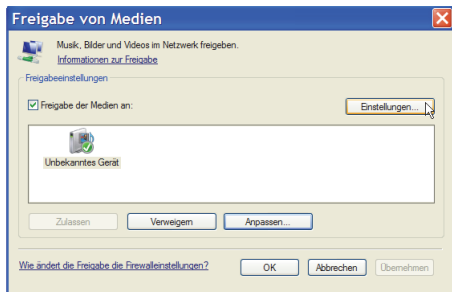 Freigabe von Medien
Musik, Bilder und Videos im Netzwerk freigeben.
Informationen zur Freigabe
Freigabeeinstellungen
Freigabe der Medien an:
Einstellungen...
Unbekanntes Gerät
Zulassen Verweigern Anpassen...
Wie ändert die Freigabe die Firewalleinstellungen?
OK Abbrechen Übernehmen